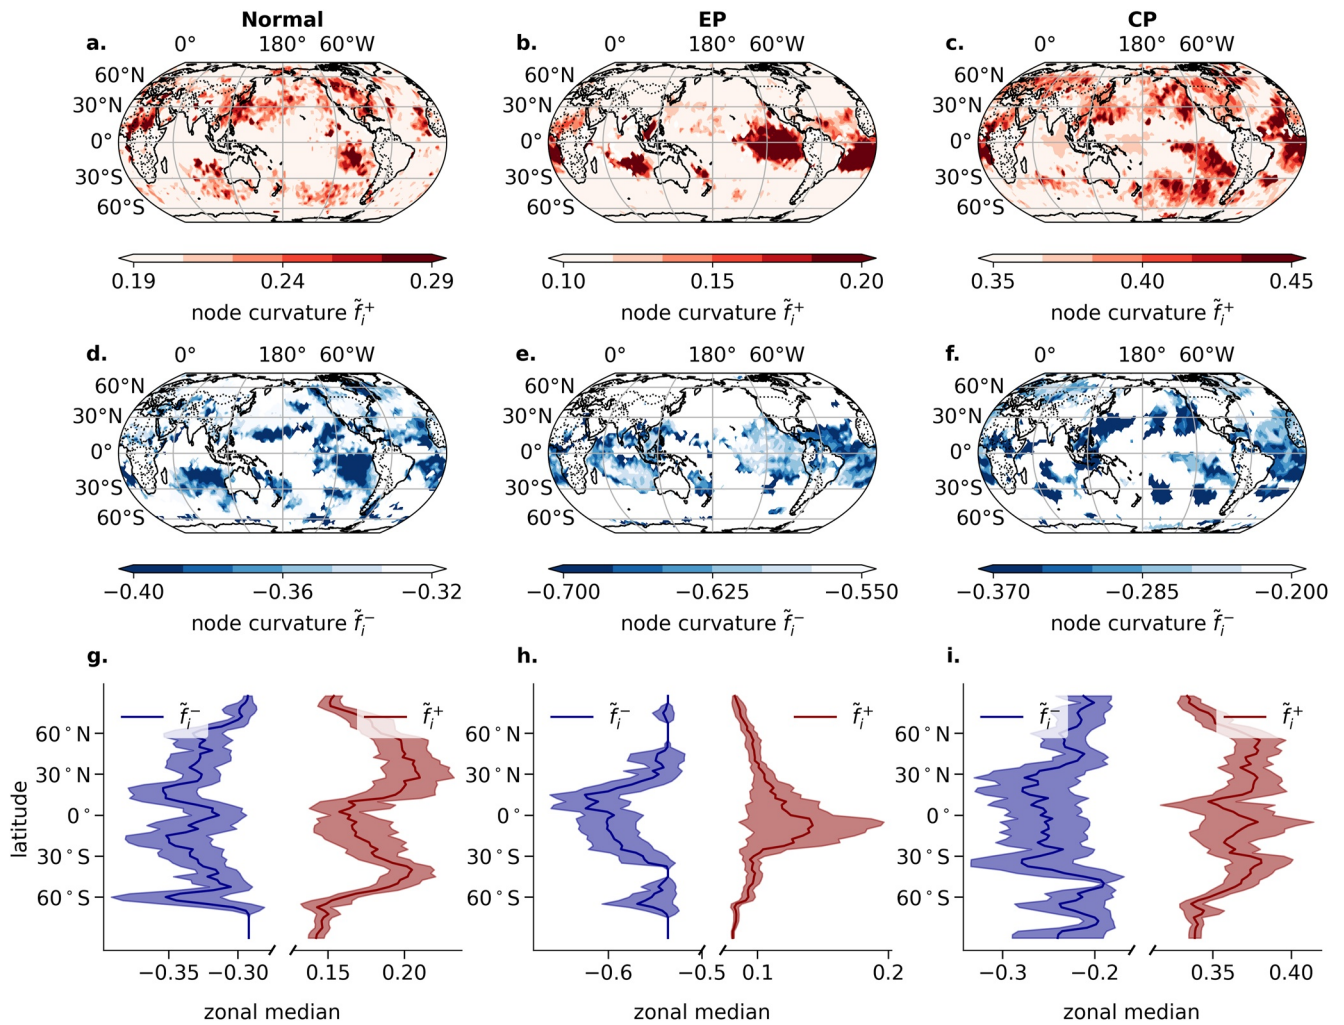 Normal EP CP
a. 0° 180° 60°W b. 0° 180° 60°W c. 0° 180° 60°W
60°N 60°N 60°N
30°N 30°N 30°N
0° 0° 0°
30°S 30°S 30°S
60°S 60°S 60°S
0.19 0.24 0.29 0.10 0.15 0.20 0.35 0.40 0.45
node curvature f̃ᵢ⁺ node curvature f̃ᵢ⁺ node curvature f̃ᵢ⁺
d. 0° 180° 60°W e. 0° 180° 60°W f. 0° 180° 60°W
60°N 60°N 60°N
30°N 30°N 30°N
0° 0° 0°
30°S 30°S 30°S
60°S 60°S 60°S
−0.40 −0.36 −0.32 −0.700 −0.625 −0.550 −0.370 −0.285 −0.200
node curvature f̃ᵢ⁻ node curvature f̃ᵢ⁻ node curvature f̃ᵢ⁻
g. h. i.
f̃ᵢ⁻ f̃ᵢ⁺ f̃ᵢ⁻ f̃ᵢ⁺ f̃ᵢ⁻ f̃ᵢ⁺
60°N 60°N 60°N
30°N 30°N 30°N
0° 0° 0°
30°S 30°S 30°S
60°S 60°S 60°S
latitude
−0.35 −0.30 0.15 0.20 −0.6 −0.5 0.1 0.2 −0.3 −0.2 0.35 0.40
zonal median zonal median zonal median